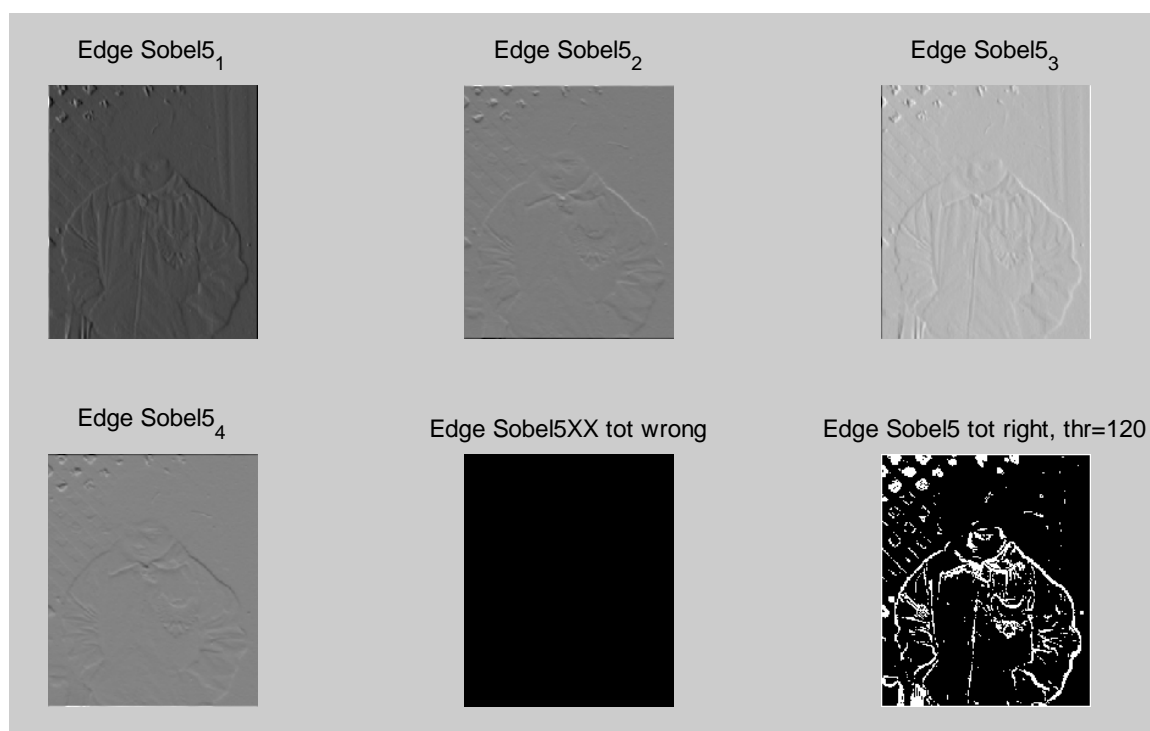 Edge Sobel5₁
Edge Sobel5₂
Edge Sobel5₃
Edge Sobel5₄
Edge Sobel5XX tot wrong
Edge Sobel5 tot right, thr=120